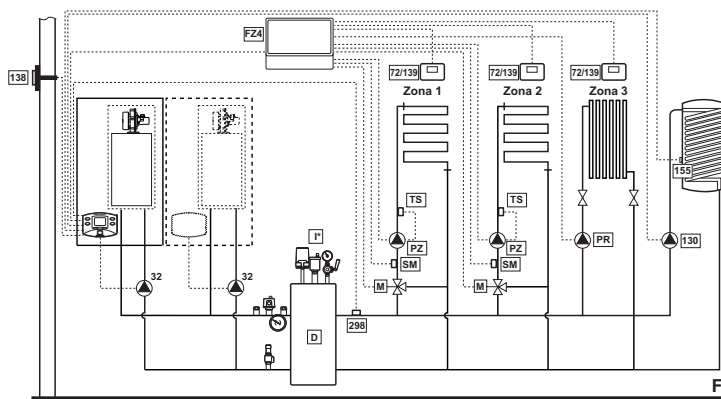 FZ4
138
72/139
72/139
72/139
Zona 1
Zona 2
Zona 3
155
TS
TS
I*
PZ
PZ
PR
130
SM
SM
32
32
M
M
298
D
F